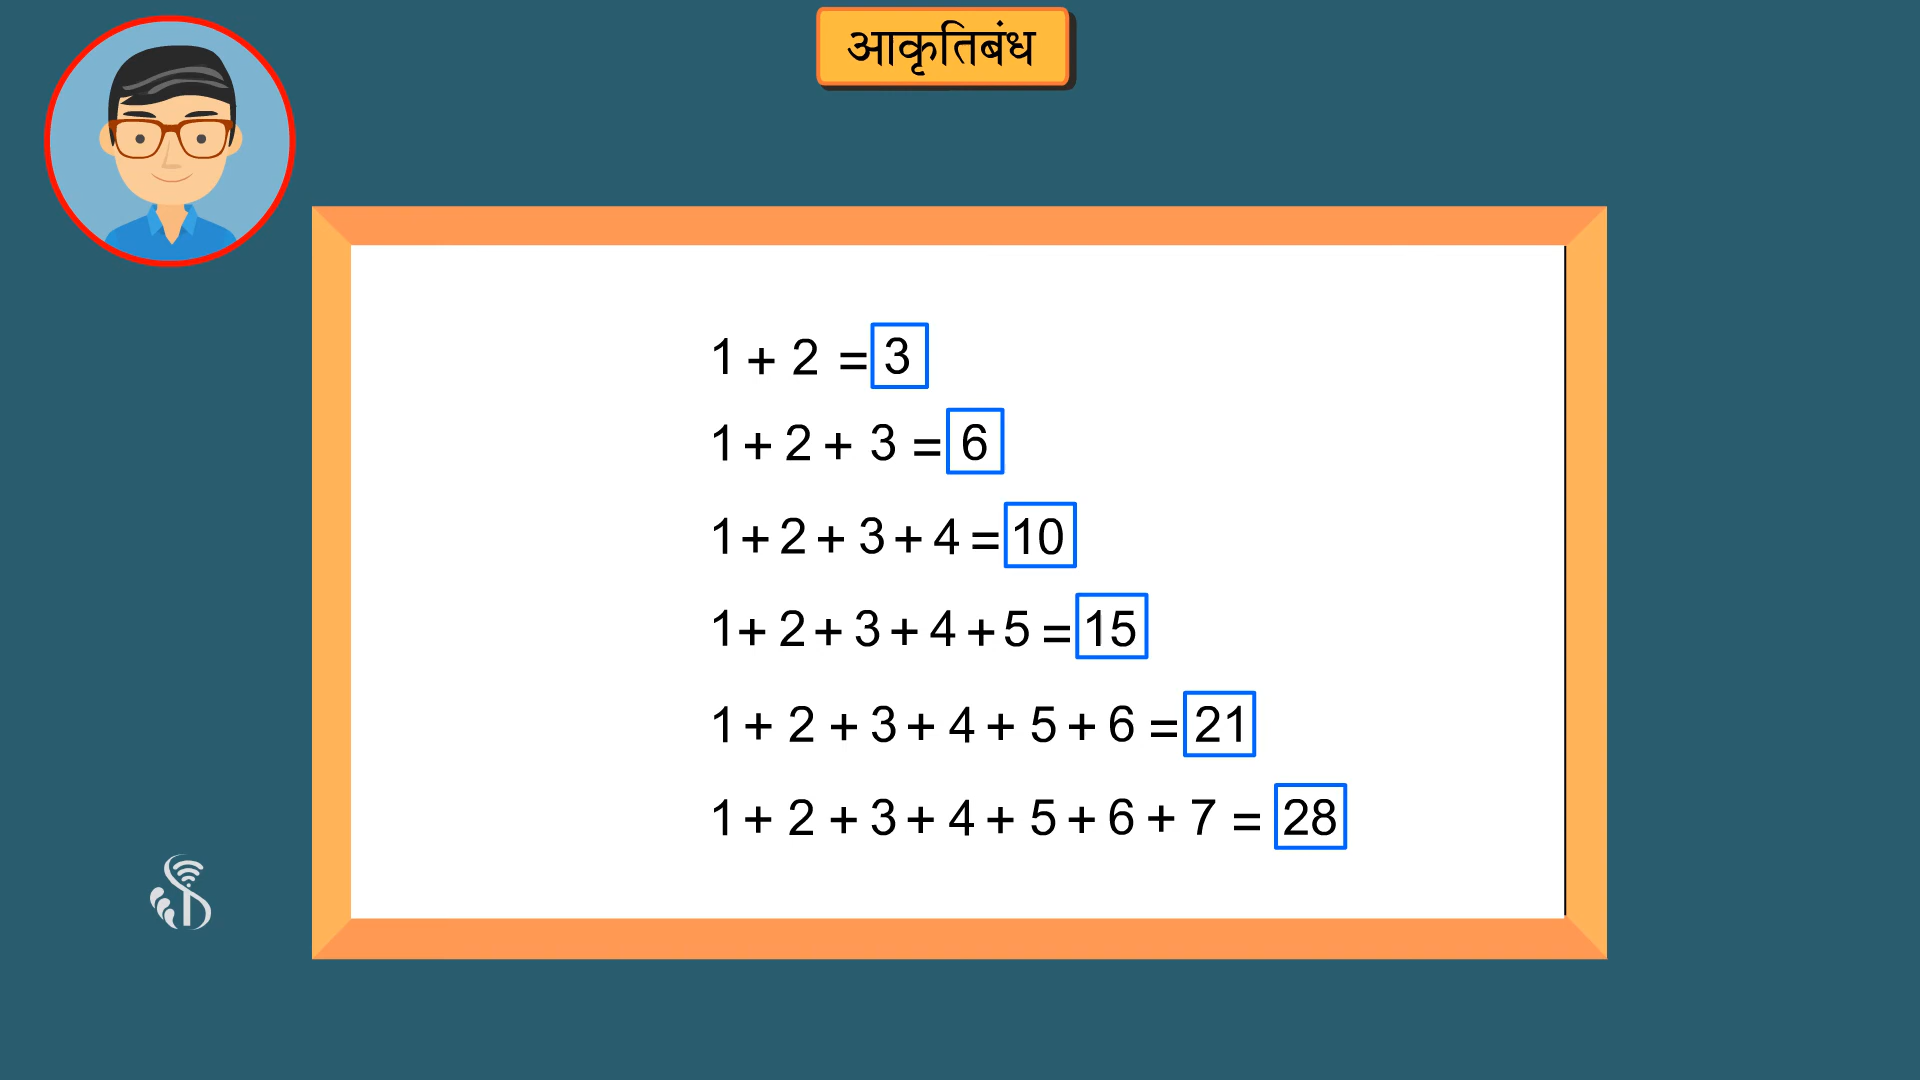 आकृतिबंध
1 + 2 = 3
1 + 2 + 3 = 6
1 + 2 + 3 + 4 = 10
1 + 2 + 3 + 4 + 5 = 15
1 + 2 + 3 + 4 + 5 + 6 = 21
1 + 2 + 3 + 4 + 5 + 6 + 7 = 28